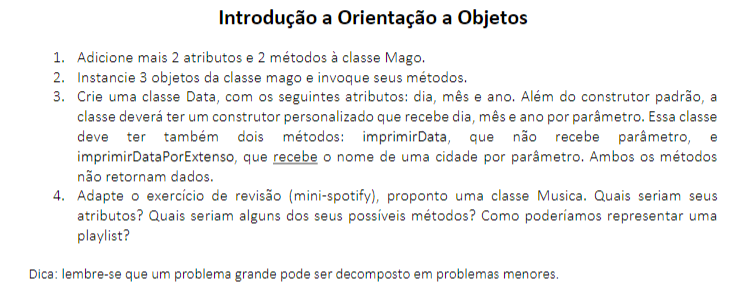 Introdução a Orientação a Objetos
1. Adicione mais 2 atributos e 2 métodos à classe Mago.
2. Instancie 3 objetos da classe mago e invoque seus métodos.
3. Crie uma classe Data, com os seguintes atributos: dia, mês e ano. Além do construtor padrão, a
classe deverá ter um construtor personalizado que recebe dia, mês e ano por parâmetro. Essa classe
deve ter também dois métodos: imprimirData, que não recebe parâmetro, e
imprimirDataPorExtenso, que recebe o nome de uma cidade por parâmetro. Ambos os métodos
não retornam dados.
4. Adapte o exercício de revisão (mini-spotify), proponto uma classe Musica. Quais seriam seus
atributos? Quais seriam alguns dos seus possíveis métodos? Como poderíamos representar uma
playlist?
Dica: lembre-se que um problema grande pode ser decomposto em problemas menores.